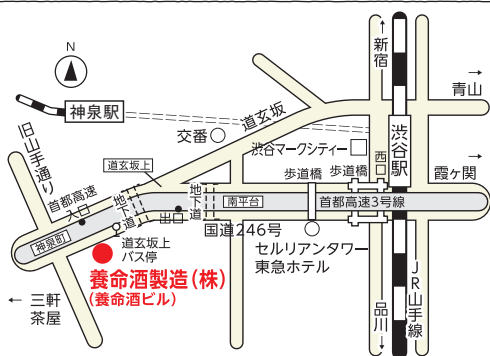 N
新宿
青山
神泉駅
道玄坂
交番
渋谷マークシティー
西口
渋谷駅
旧山手通り
道玄坂上
歩道橋
歩道橋
霞ヶ関
首都高速
入口
地下道
地下道
南平台
首都高速3号線
出口
神泉町
国道246号
道玄坂上
バス停
セルリアンタワー
東急ホテル
養命酒製造(株)
(養命酒ビル)
三軒
茶屋
品川
JR山手線